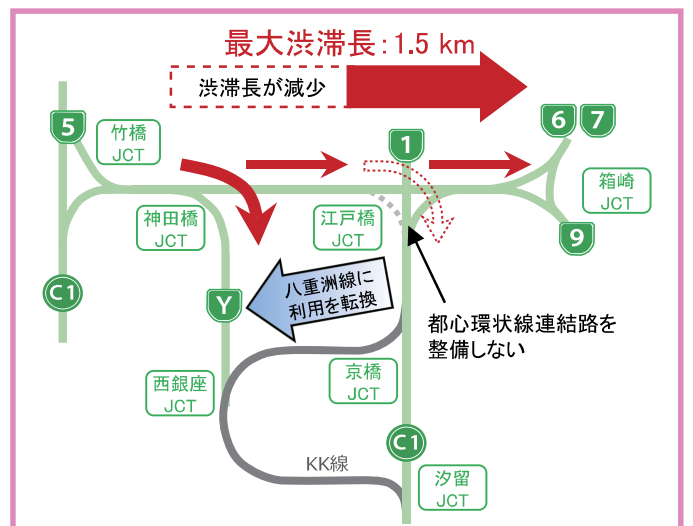 最大渋滞長:1.5 km
渋滞長が減少
5
竹橋
JCT
1
6
7
箱崎
JCT
神田橋
JCT
江戸橋
JCT
9
C1
Y
八重洲線に
利用を転換
都心環状線連結路を
整備しない
西銀座
JCT
京橋
JCT
C1
KK線
汐留
JCT